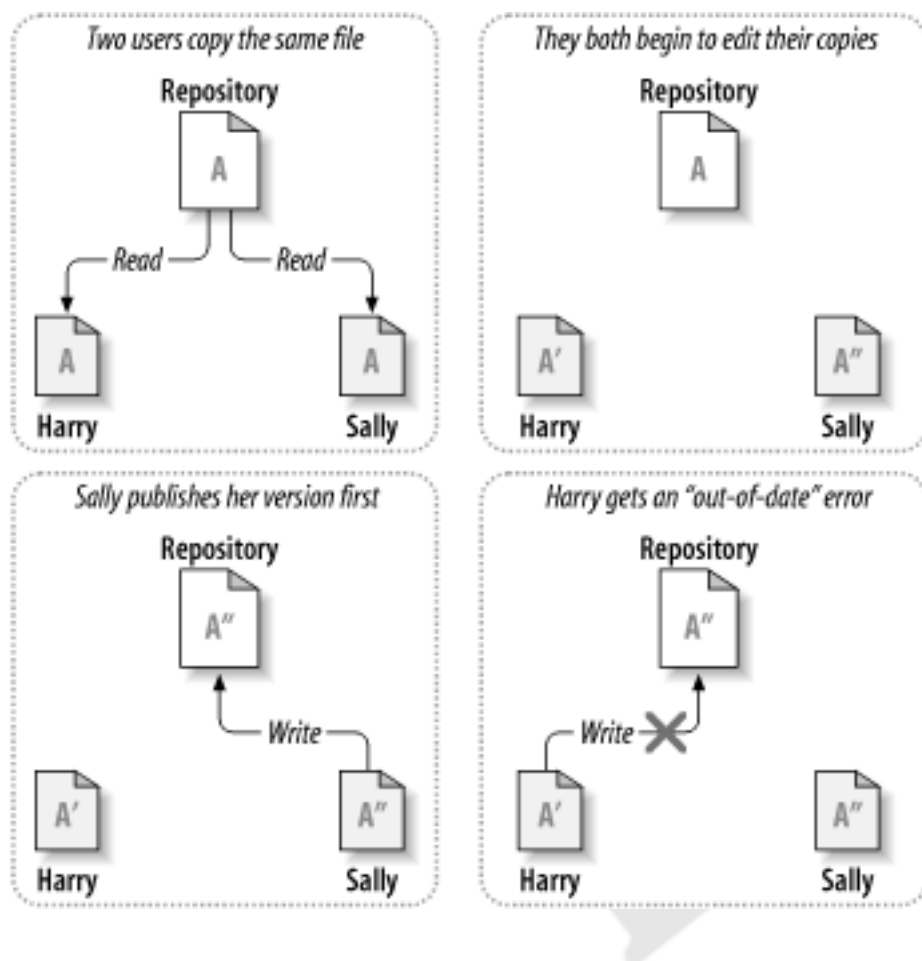 Two users copy the same file
Repository
A
Read
Read
A
A
Harry
Sally
They both begin to edit their copies
Repository
A
A′
A″
Harry
Sally
Sally publishes her version first
Repository
A″
Write
A′
A″
Harry
Sally
Harry gets an “out-of-date” error
Repository
A″
Write
A′
A″
Harry
Sally